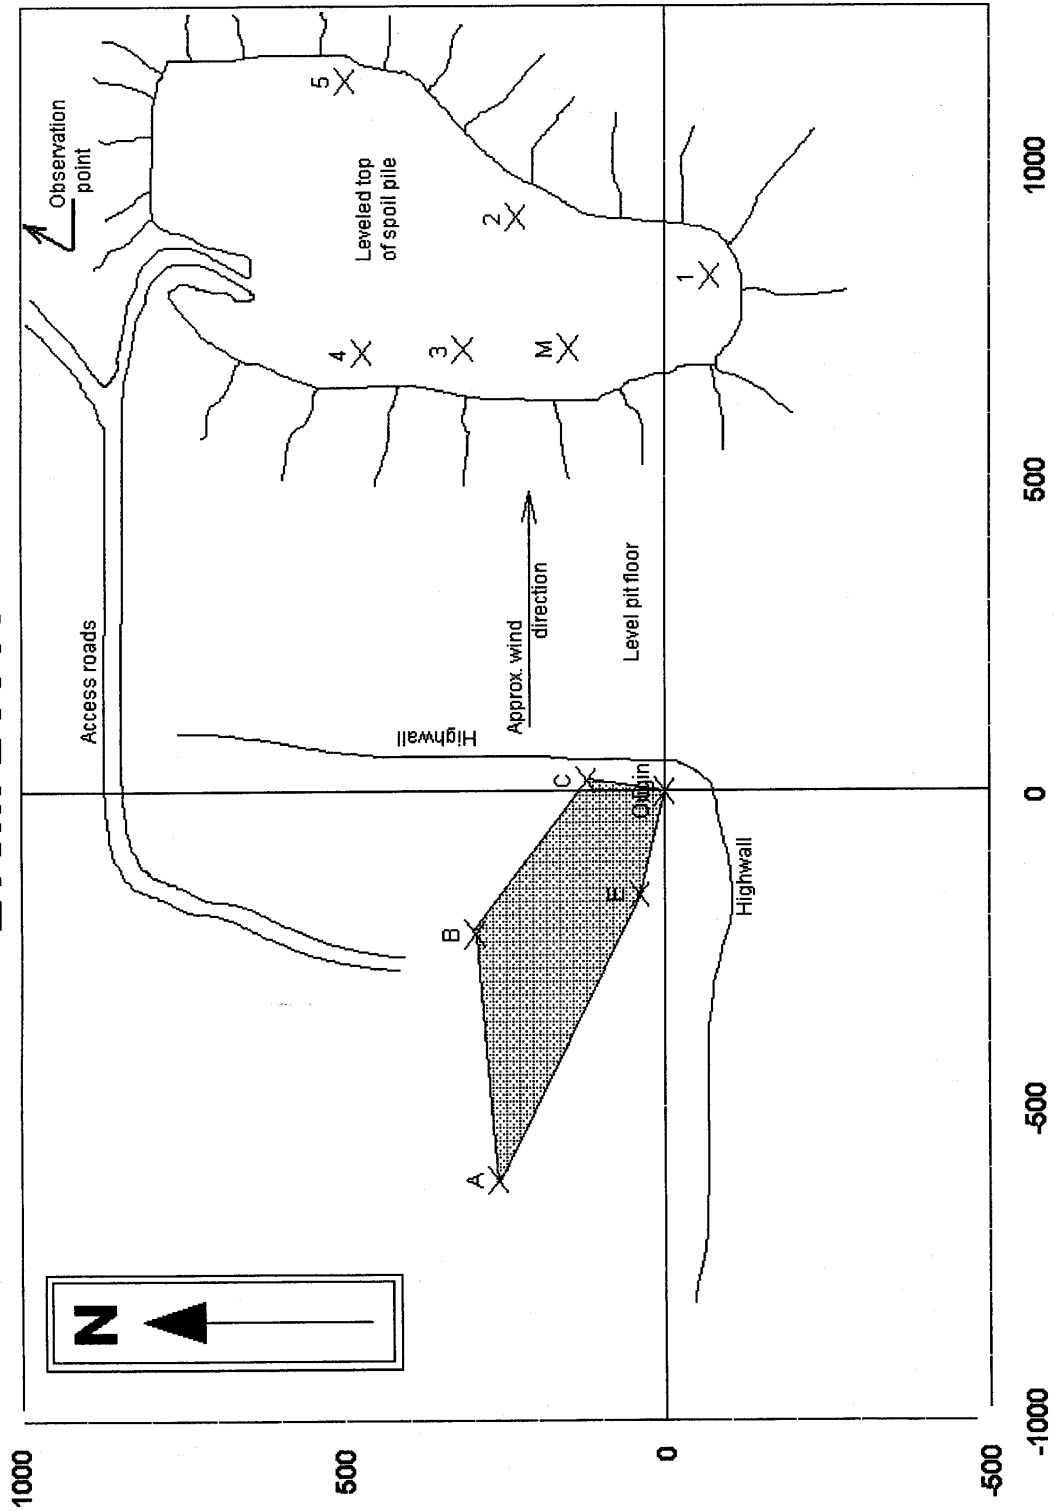 N
Access roads
Observation
point
Leveled top
of spoil pile
5
4
3
2
1
M
Approx. wind
direction
Level pit floor
Highwall
Highwall
A
B
C
E
Origin
1000
500
0
-500
-1000
-500
0
500
1000